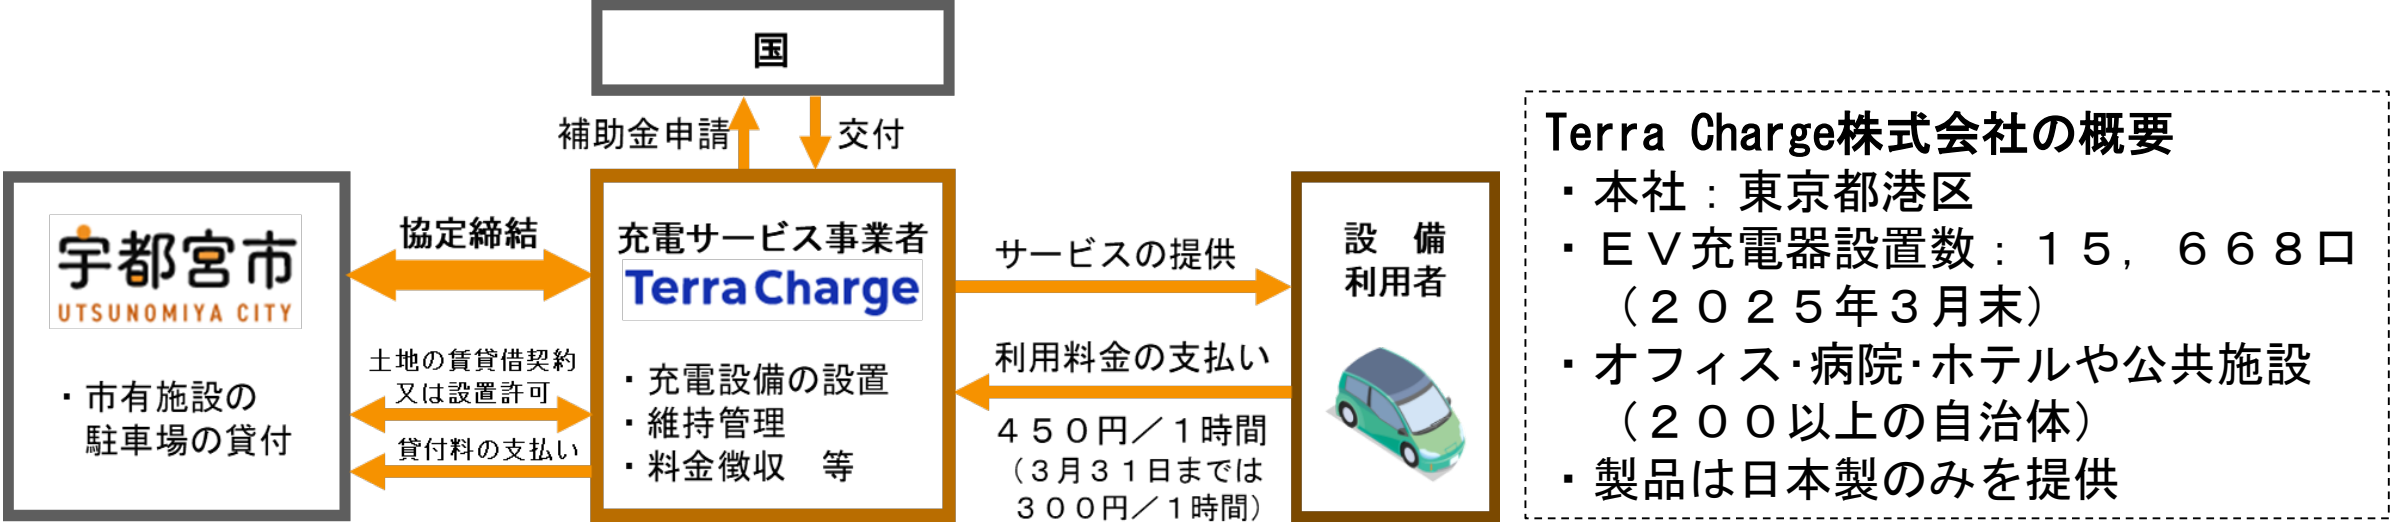 国
補助金申請
交付
宇都宮市
UTSUNOMIYA CITY
・市有施設の
駐車場の貸付
協定締結
土地の賃貸借契約
又は設置許可
貸付料の支払い
充電サービス事業者
Terra Charge
・充電設備の設置
・維持管理
・料金徴収　等
サービスの提供
利用料金の支払い
４５０円／１時間
（３月３１日までは
３００円／１時間）
設　備
利用者
Terra Charge株式会社の概要
・本社：東京都港区
・ＥＶ充電器設置数：１５，６６８口
（２０２５年３月末）
・オフィス･病院･ホテルや公共施設
（２００以上の自治体）
・製品は日本製のみを提供